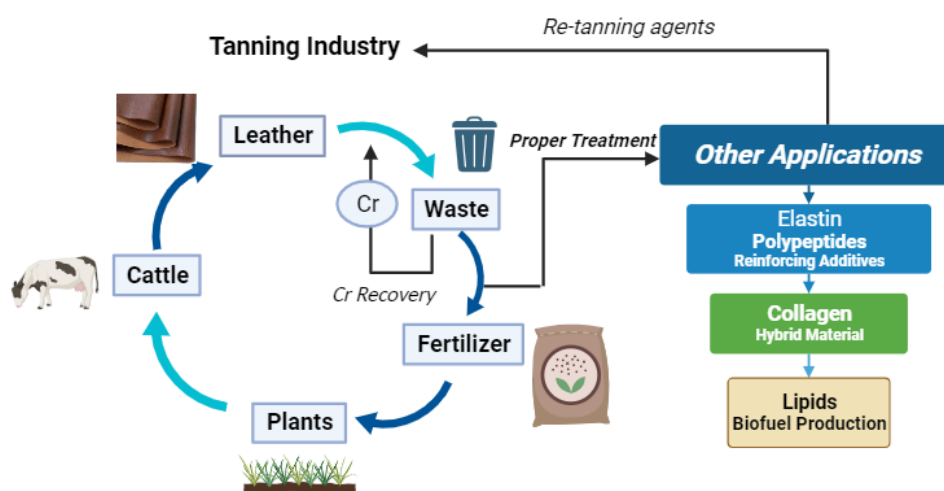 Re-tanning agents
Tanning Industry
Leather
Proper Treatment
Other Applications
Cr
Waste
Elastin
Polypeptides
Reinforcing Additives
Cattle
Cr Recovery
Collagen
Hybrid Material
Fertilizer
Lipids
Biofuel Production
Plants